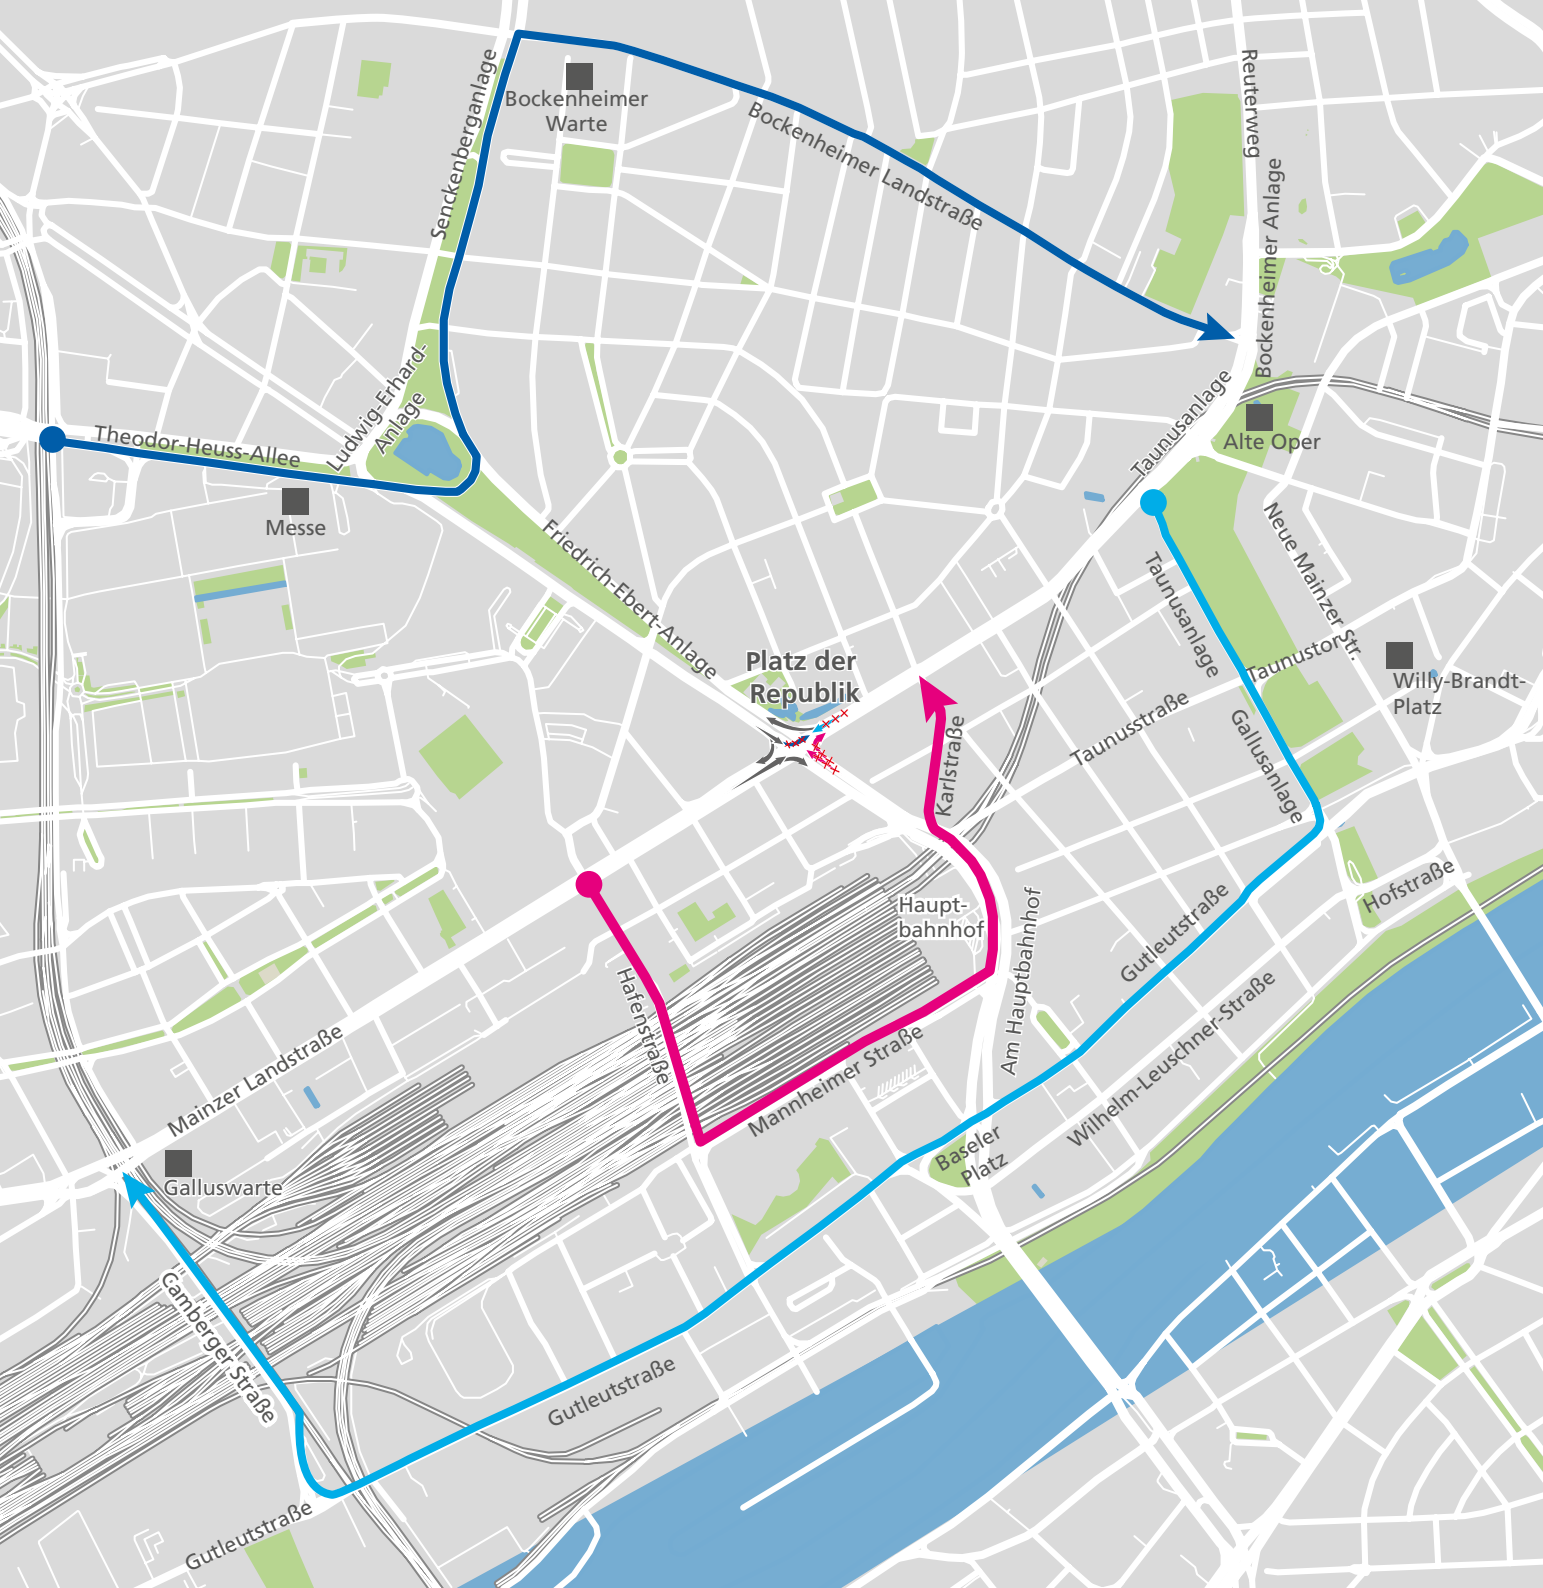 Senckenberganlage
Bockenheimer
Warte
Bockenheimer Landstraße
Reuterweg
Bockenheimer Anlage
Theodor-Heuss-Allee
Ludwig-Erhard-
Anlage
Messe
Taunusanlage
Alte Oper
Friedrich-Ebert-Anlage
Neue Mainzer Str.
Taunusanlage
Taunustor
Willy-Brandt-
Platz
Platz der
Republik
Taunusstraße
Gallusanlage
Karlstraße
Hofstraße
Haupt-
bahnhof
Am Hauptbahnhof
Gutleutstraße
Hafenstraße
Wilhelm-Leuschner-Straße
Mainzer Landstraße
Mannheimer Straße
Baseler
Platz
Galluswarte
Camberger Straße
Gutleutstraße
Gutleutstraße